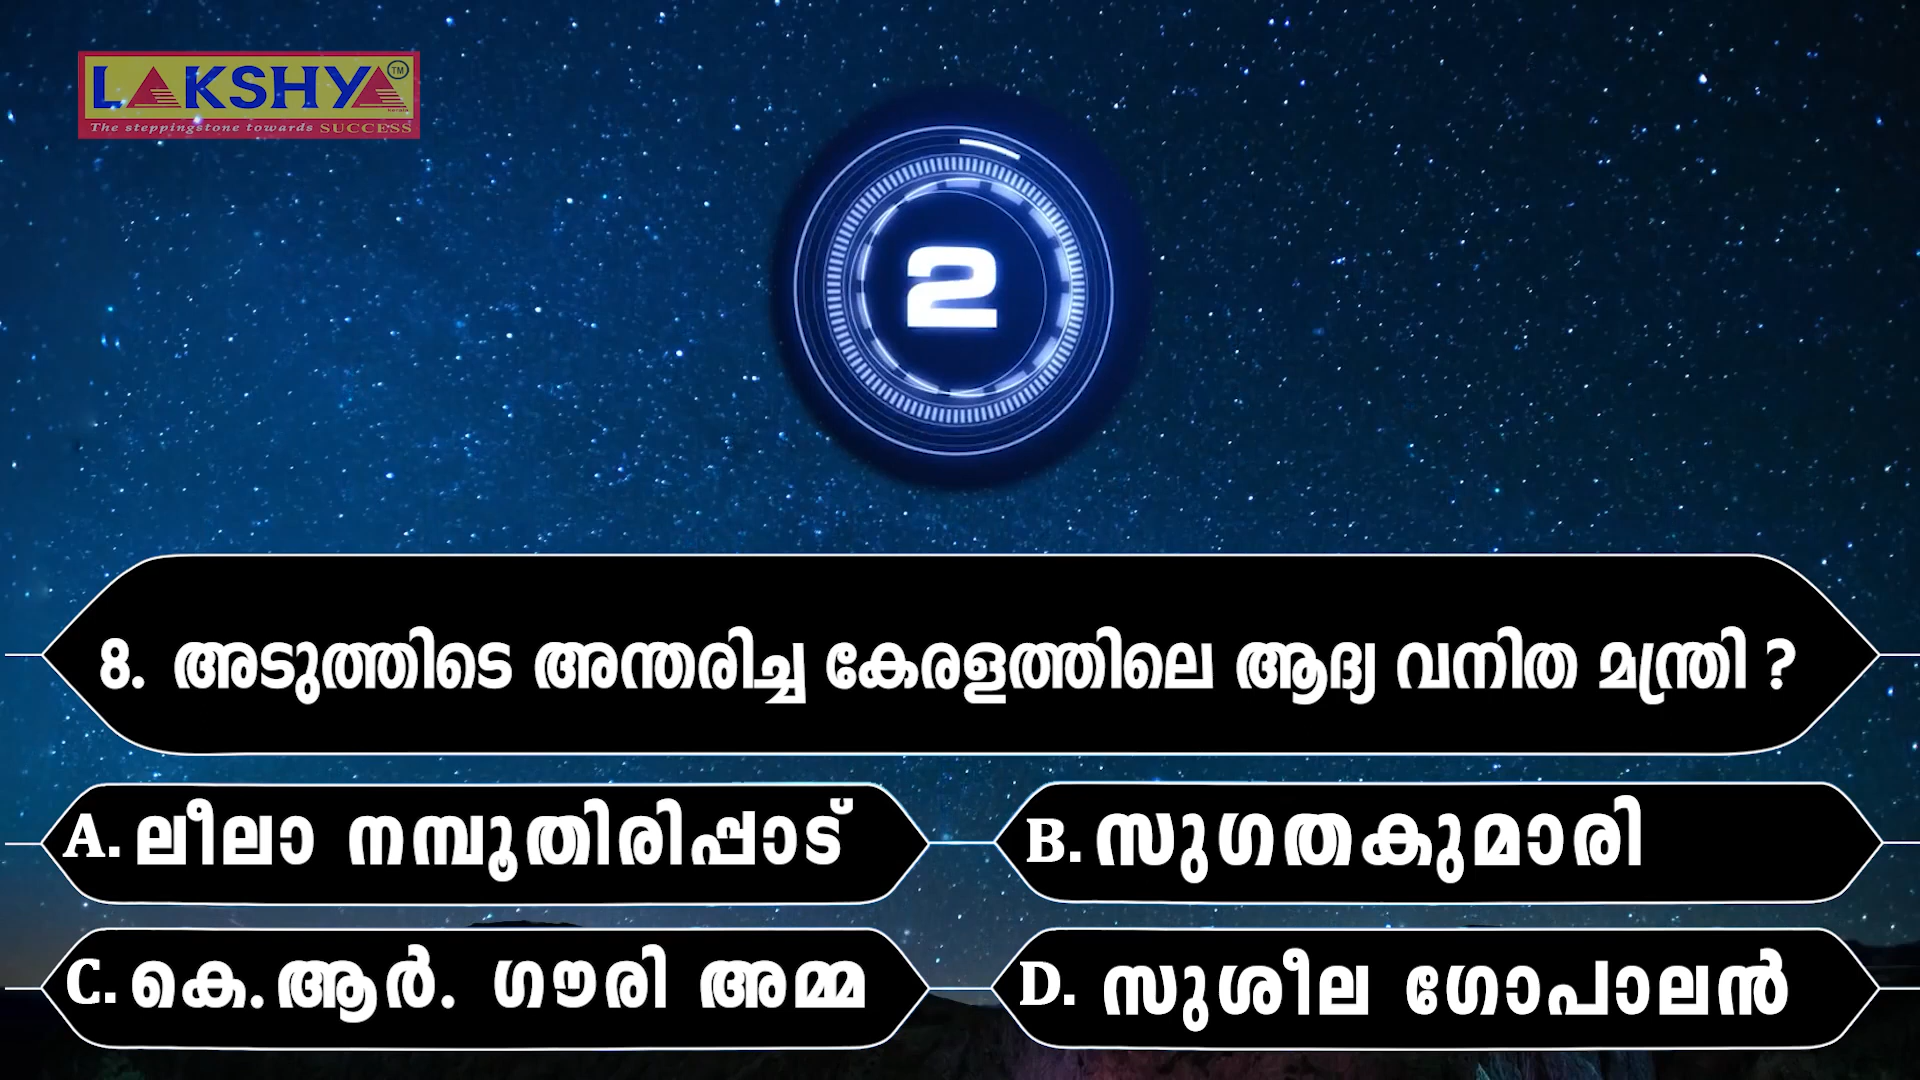 LAKSHYA TM
The steppingstone towards SUCCESS
2
8. അടുത്തിടെ അന്തരിച്ച കേരളത്തിലെ ആദ്യ വനിത മന്ത്രി ?
A. ലീലാ നമ്പൂതിരിപ്പാട്
B. സുഗതകുമാരി
C. കെ.ആർ. ഗൗരി അമ്മ
D. സുശീല ഗോപാലൻ